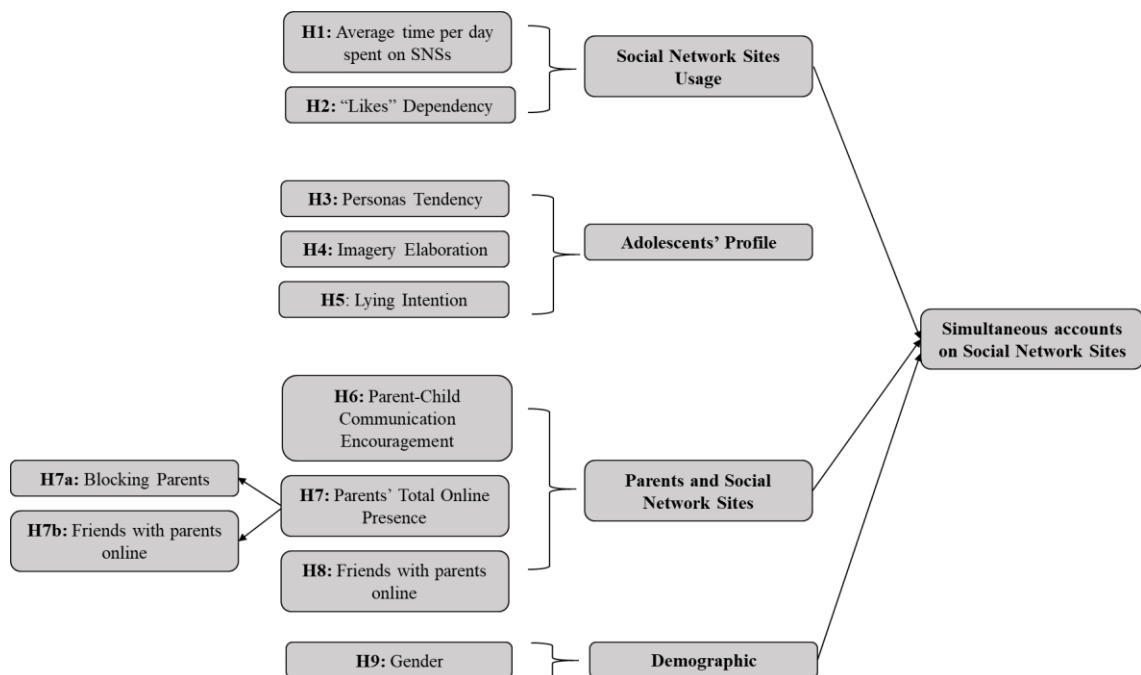 H1: Average time per day
spent on SNSs
H2: “Likes” Dependency
Social Network Sites
Usage
H3: Personas Tendency
H4: Imagery Elaboration
H5: Lying Intention
Adolescents’ Profile
Simultaneous accounts
on Social Network Sites
H6: Parent-Child
Communication
Encouragement
H7a: Blocking Parents
H7b: Friends with parents
online
H7: Parents’ Total Online
Presence
H8: Friends with parents
online
Parents and Social
Network Sites
H9: Gender
Demographic